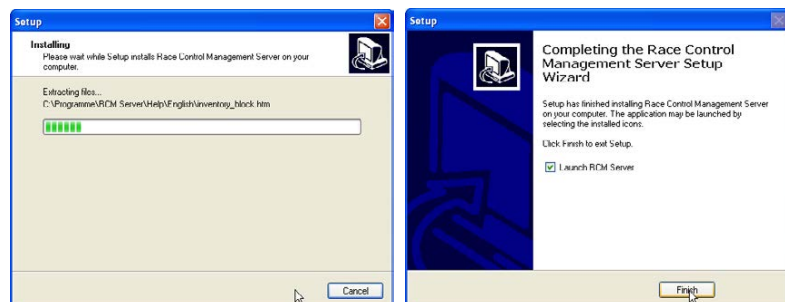 Setup
Installing
Please wait while Setup installs Race Control Management Server on your
computer.
Extracting files...
C:\Programme\RCM Server\Help\English\inventory_block.htm
Cancel
Setup
Completing the Race Control
Management Server Setup
Wizard
Setup has finished installing Race Control Management Server
on your computer. The application may be launched by
selecting the installed icons.
Click Finish to exit Setup.
Launch RCM Server
Finish